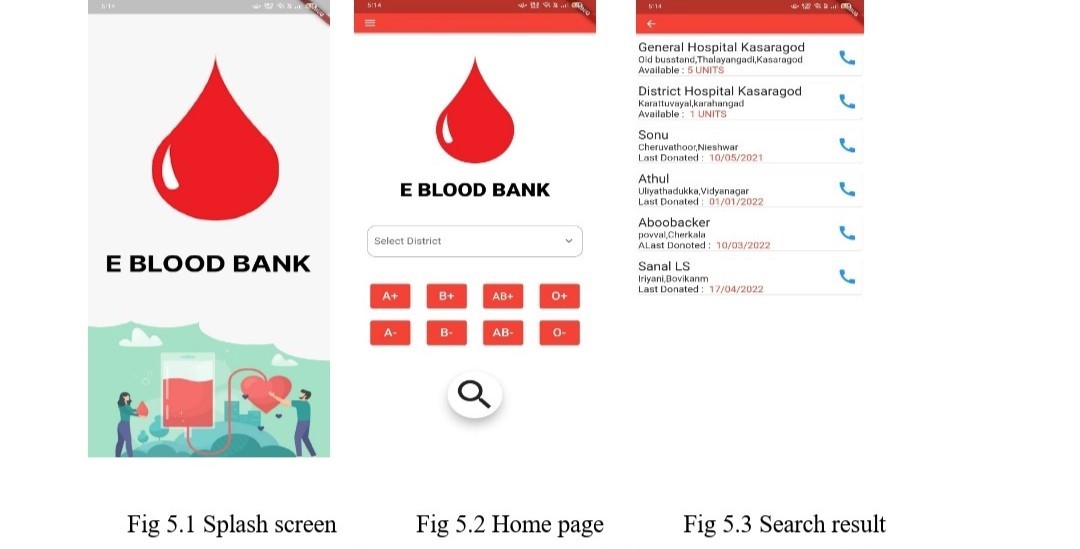 5:14
E BLOOD BANK
Fig 5.1 Splash screen
5:14
E BLOOD BANK
Select District
A+ B+ AB+ O+
A- B- AB- O-
Fig 5.2 Home page
5:14
General Hospital Kasaragod
Old busstand,Thalayangadi,Kasaragod
Available : 5 UNITS
District Hospital Kasaragod
Karattuvayal,karahangad
Available : 1 UNITS
Sonu
Cheruvathoor,Nieshwar
Last Donated : 10/05/2021
Athul
Uliyathadukka,Vidyanagar
Last Donated : 01/01/2022
Aboobacker
povval,Cherkala
ALast Donoted : 10/03/2022
Sanal LS
Iriyani,Bovikanm
Last Donated : 17/04/2022
Fig 5.3 Search result